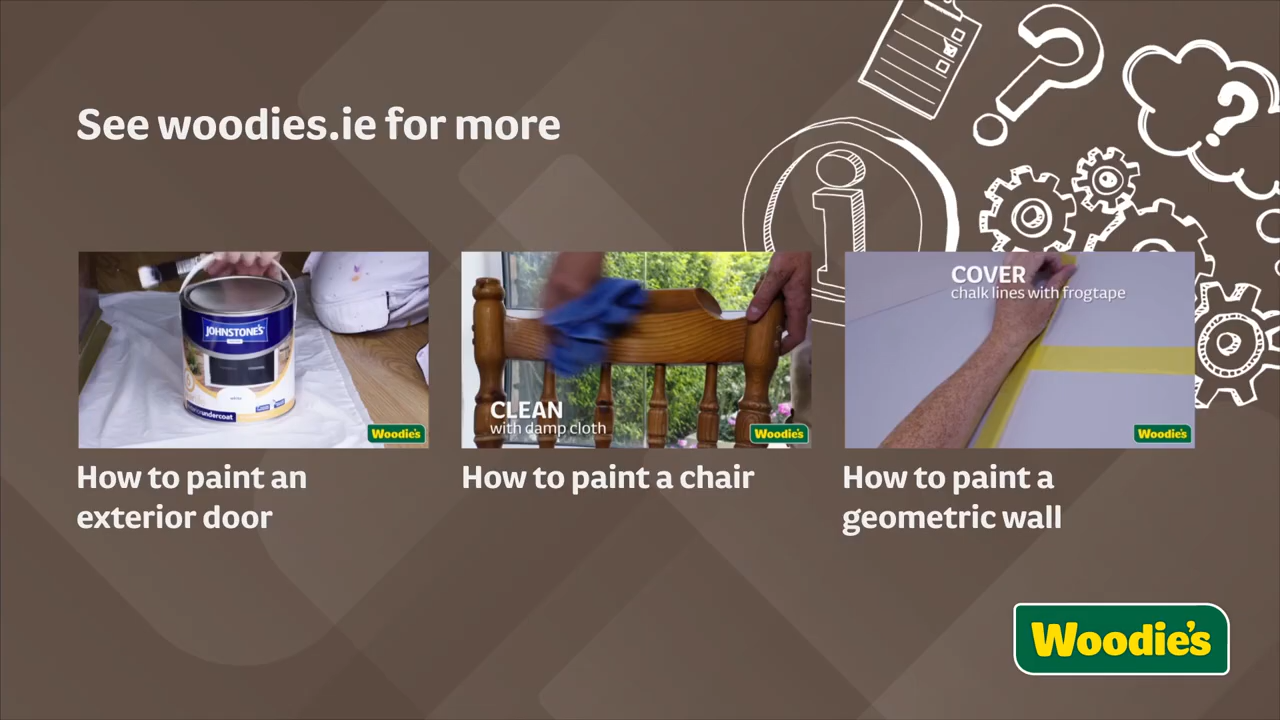 See woodies.ie for more
JOHNSTONE'S
undercoat
Woodie's
CLEAN
with damp cloth
Woodie's
COVER
chalk lines with frogtape
Woodie's
How to paint an
exterior door
How to paint a chair
How to paint a
geometric wall
Woodie's